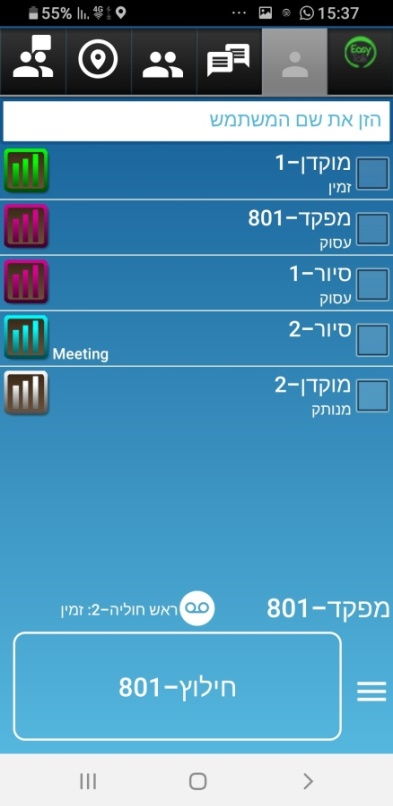 55% 4G 15:37
Easy
הזן את שם המשתמש
מוקדן-1
זמין
מפקד-801
עסוק
סיור-1
עסוק
סיור-2
Meeting
מוקדן-2
מנותק
מפקד-801
ראש חוליה-2: זמין
חילוץ-801